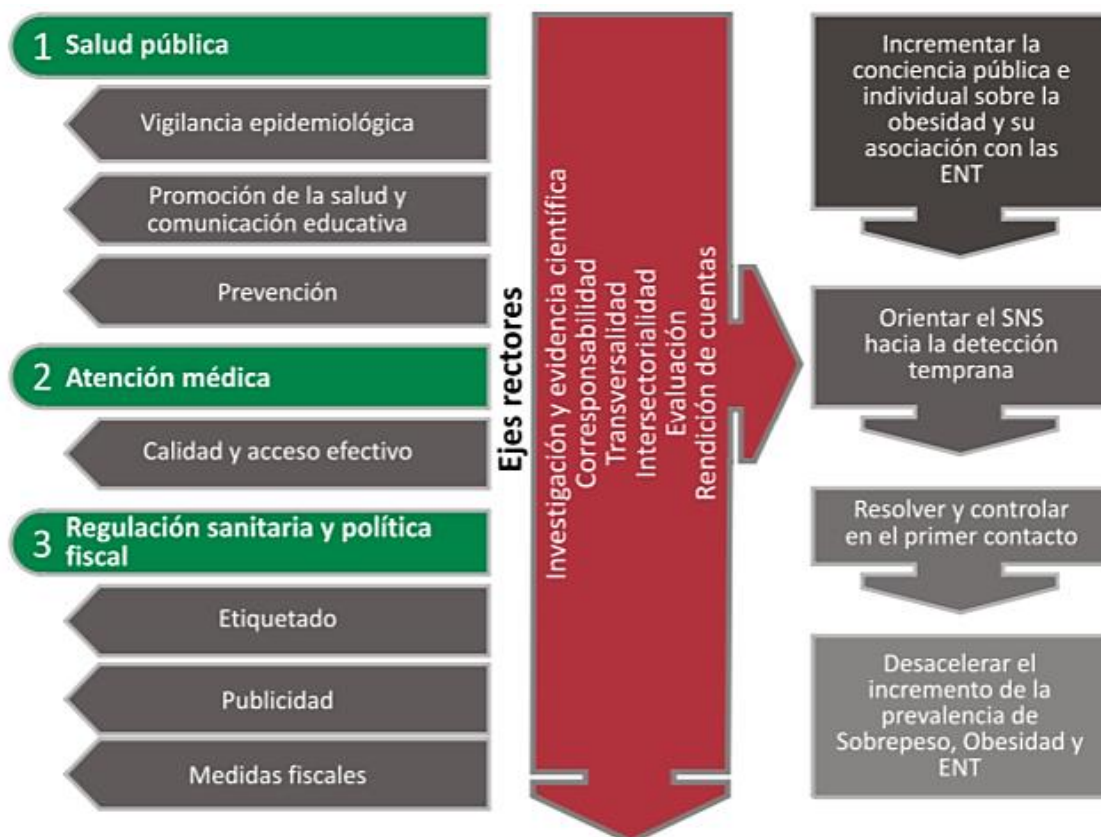 1 Salud pública
Vigilancia epidemiológica
Promoción de la salud y
comunicación educativa
Prevención
2 Atención médica
Calidad y acceso efectivo
3 Regulación sanitaria y política
fiscal
Etiquetado
Publicidad
Medidas fiscales
Ejes rectores
Investigación y evidencia científica
Corresponsabilidad
Transversalidad
Intersectorialidad
Evaluación
Rendición de cuentas
Incrementar la
conciencia pública e
individual sobre la
obesidad y su
asociación con las
ENT
Orientar el SNS
hacia la detección
temprana
Resolver y controlar
en el primer contacto
Desacelerar el
incremento de la
prevalencia de
Sobrepeso, Obesidad y
ENT